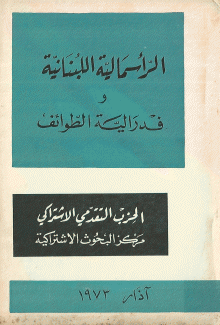 الرأسمالية اللبنانية
و
فدرالية الطوائف
الحزب التقدمي الاشتراكي
مركز البحوث الاشتراكية
آذار ١٩٧٣